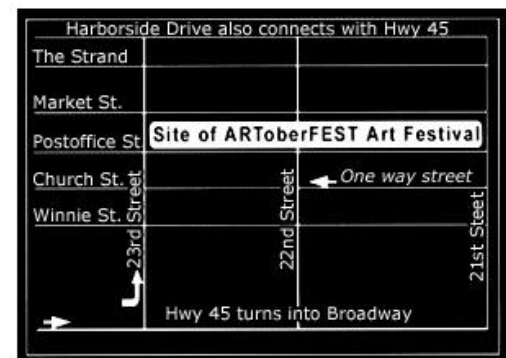 Harborside Drive also connects with Hwy 45
The Strand
Market St.
Postoffice St
Site of ARToberFEST Art Festival
Church St.
One way street
Winnie St.
23rd Street
22nd Street
21st Steet
Hwy 45 turns into Broadway